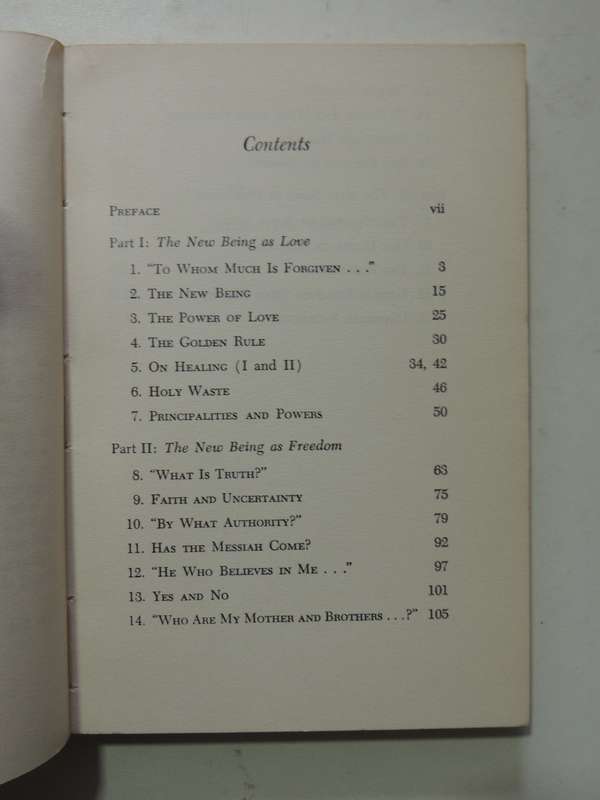 Contents
Preface vii
Part I: The New Being as Love
1. "To Whom Much Is Forgiven . . ." 3
2. The New Being 15
3. The Power of Love 25
4. The Golden Rule 30
5. On Healing (I and II) 34, 42
6. Holy Waste 46
7. Principalities and Powers 50
Part II: The New Being as Freedom
8. "What Is Truth?" 63
9. Faith and Uncertainty 75
10. "By What Authority?" 79
11. Has the Messiah Come? 92
12. "He Who Believes in Me . . ." 97
13. Yes and No 101
14. "Who Are My Mother and Brothers . . .?" 105